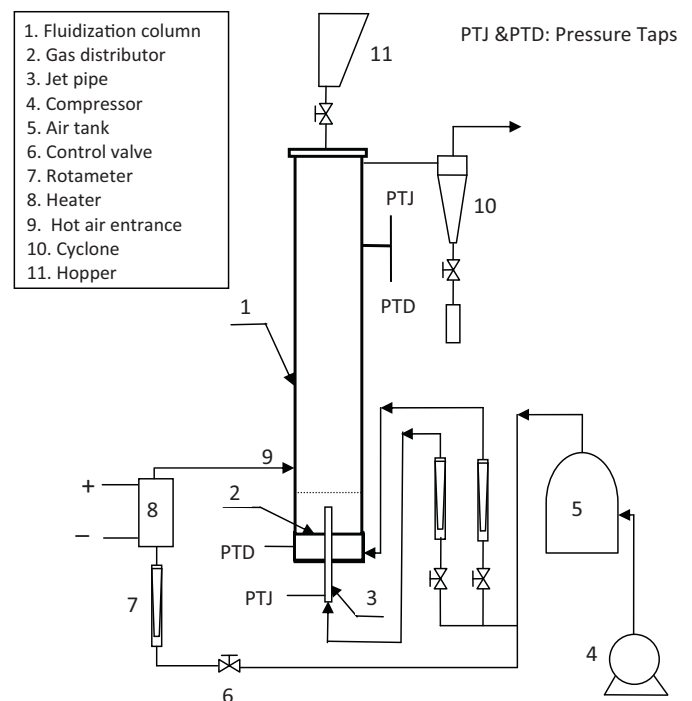 1. Fluidization column
2. Gas distributor
3. Jet pipe
4. Compressor
5. Air tank
6. Control valve
7. Rotameter
8. Heater
9. Hot air entrance
10. Cyclone
11. Hopper
PTJ &PTD: Pressure Taps
11
PTJ
10
PTD
1
9
+
8
−
2
5
PTD
PTJ
3
7
4
6